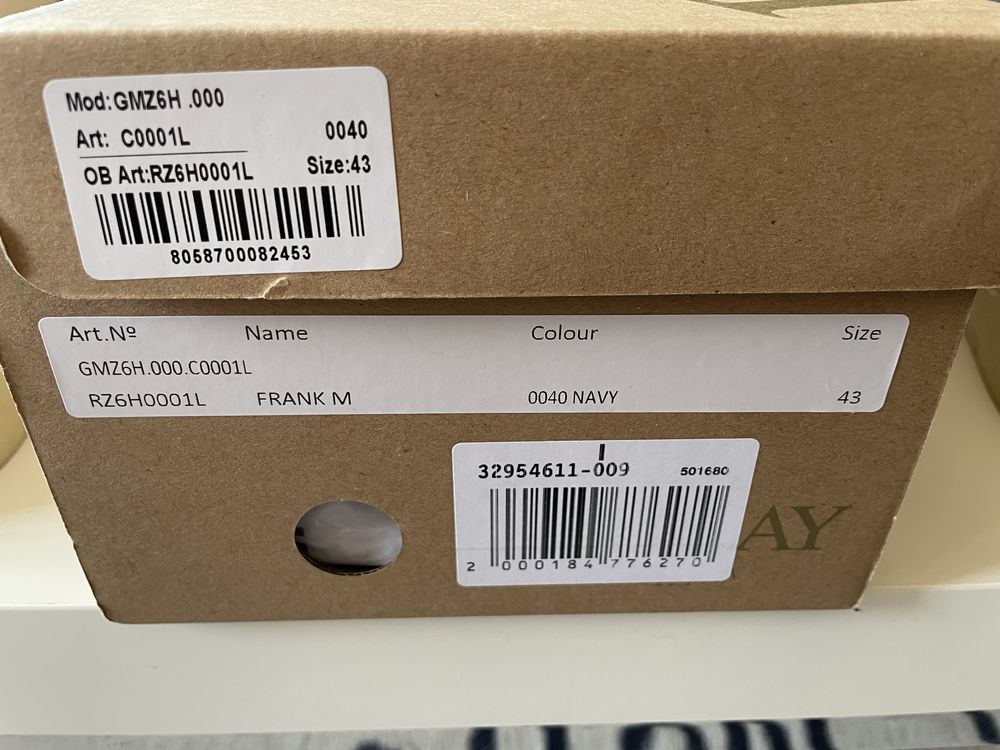 Mod:GMZ6H .000
Art: C0001L 0040
OB Art:RZ6H0001L Size:43
8058700082453
Art.Nº Name Colour Size
GMZ6H.000.C0001L
RZ6H0001L FRANK M 0040 NAVY 43
32954611-009 501680
2 000184 776270
AY